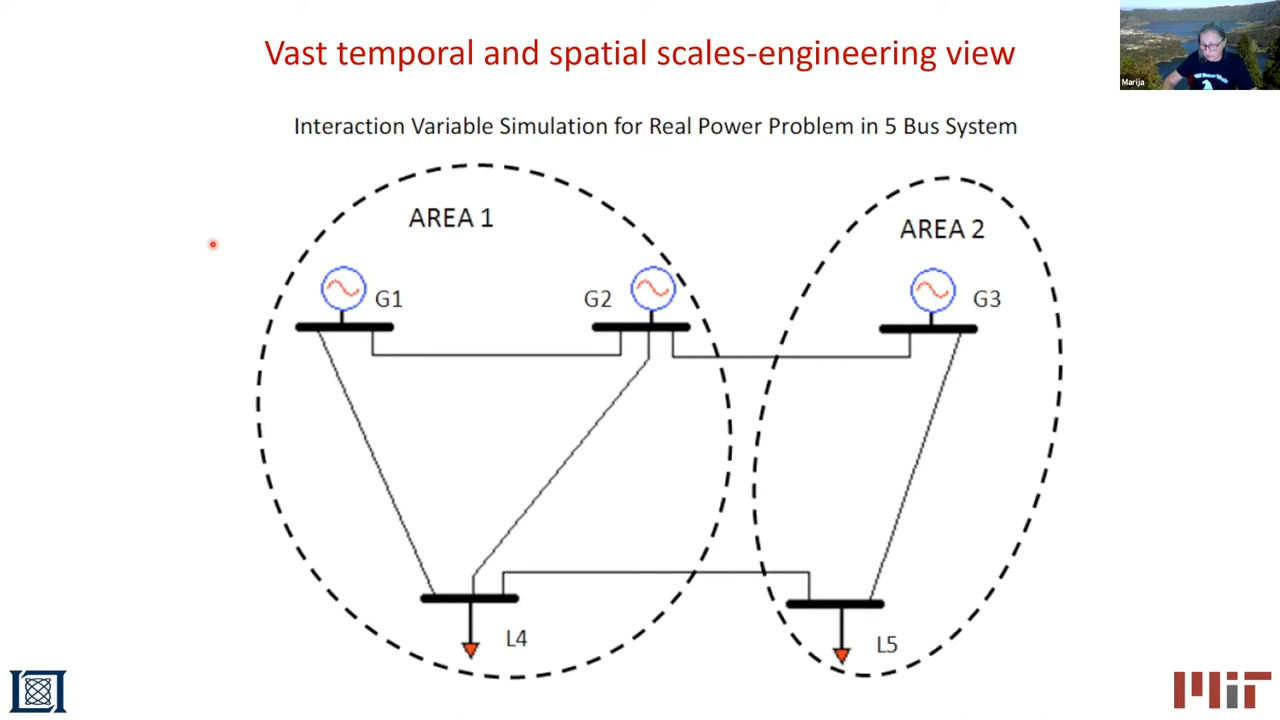 Vast temporal and spatial scales-engineering view
Marija
Interaction Variable Simulation for Real Power Problem in 5 Bus System
AREA 1
AREA 2
G1
G2
G3
L4
L5
MIT